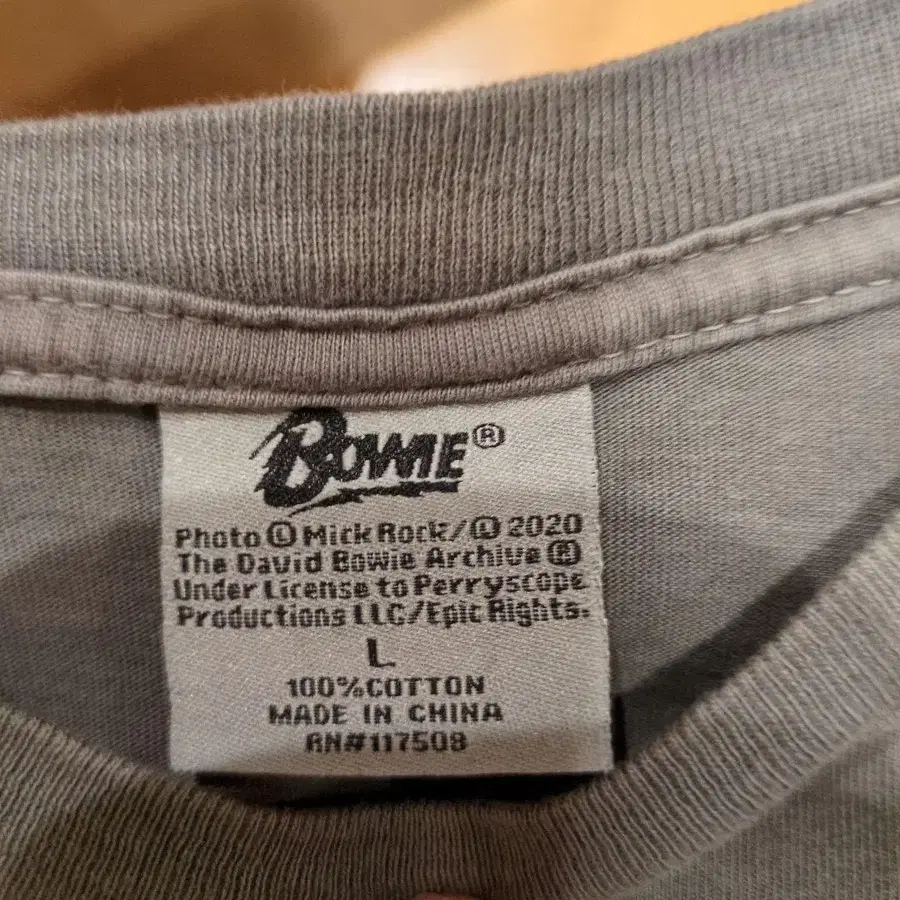 BOWIE®
Photo © Mick Rock/© 2020
The David Bowie Archive ®
Under License to Perryscope
Productions LLC/Epic Rights.
L
100%COTTON
MADE IN CHINA
RN#117508